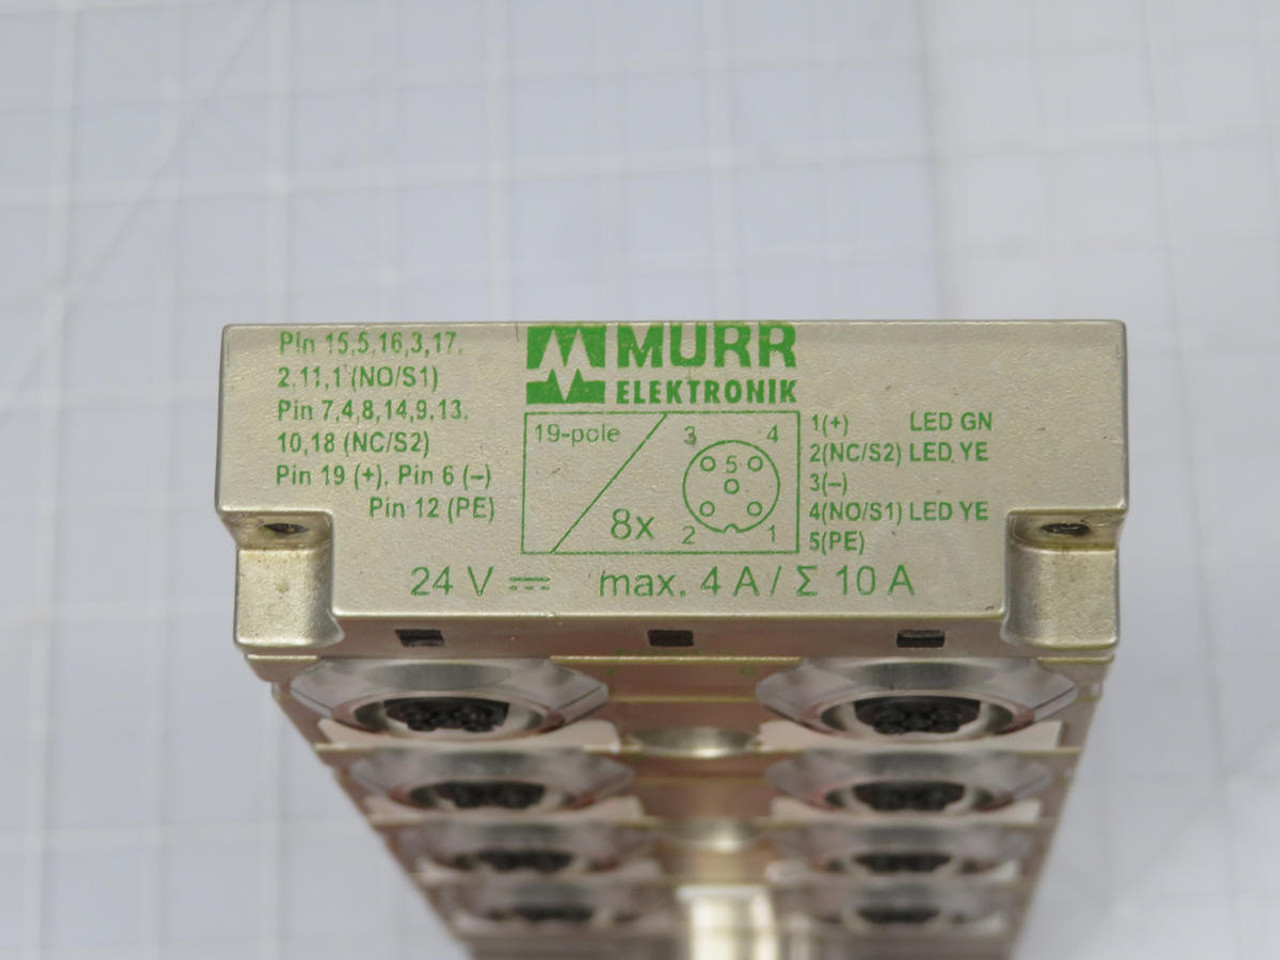 Pin 15,5,16,3,17,
2,11,1 (NO/S1)
Pin 7,4,8,14,9,13,
10,18 (NC/S2)
Pin 19 (+), Pin 6 (–)
Pin 12 (PE)
MURR
ELEKTRONIK
19-pole
8x
3 4
5
2 1
1(+) LED GN
2(NC/S2) LED YE
3(–)
4(NO/S1) LED YE
5(PE)
24 V ⎓ max. 4 A / Σ 10 A